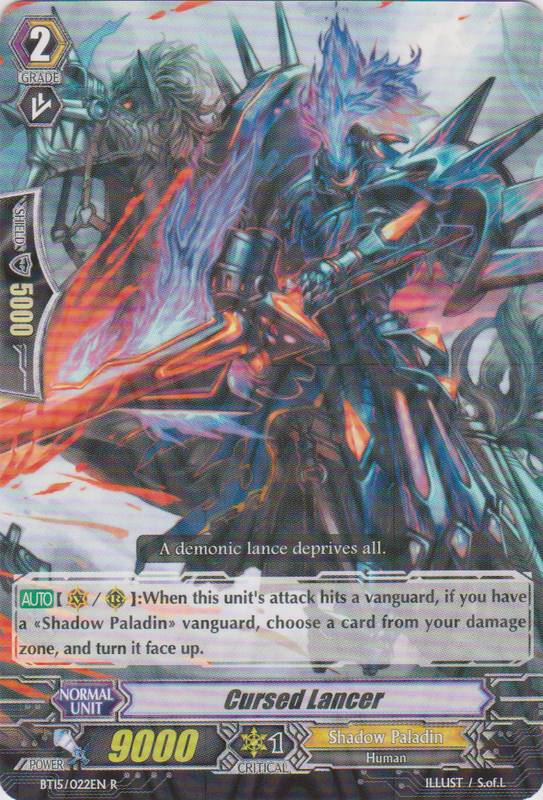 2
GRADE
SHIELD
5000
A demonic lance deprives all.
AUTO [ / ]:When this unit's attack hits a vanguard, if you have
a «Shadow Paladin» vanguard, choose a card from your damage
zone, and turn it face up.
NORMAL
UNIT
Cursed Lancer
POWER
9000
1
CRITICAL
Shadow Paladin
Human
BT15/022EN R
ILLUST / S.of.L